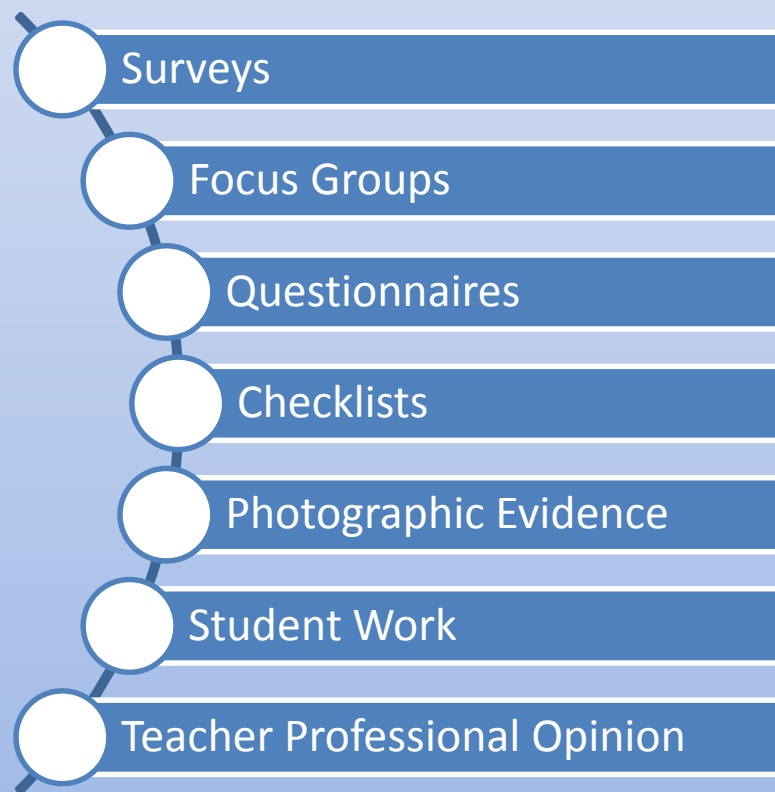 Surveys
Focus Groups
Questionnaires
Checklists
Photographic Evidence
Student Work
Teacher Professional Opinion